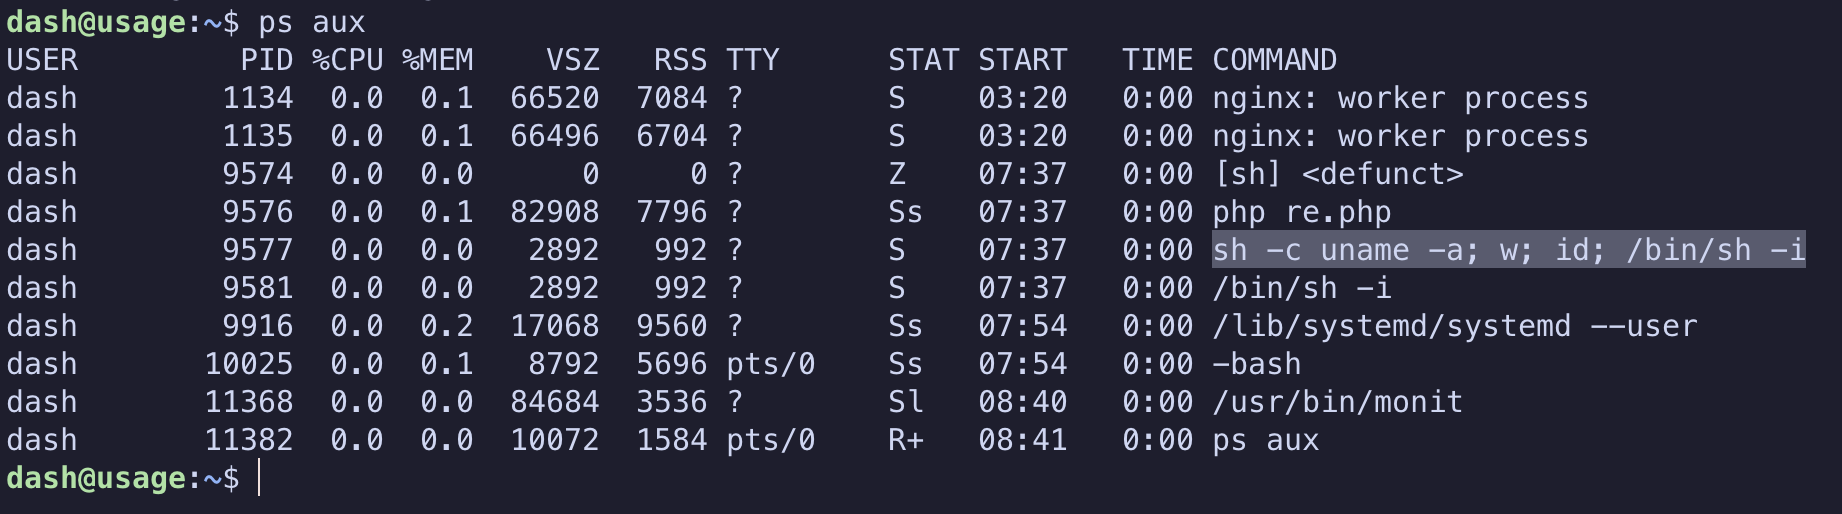 dash@usage:~$ ps aux
USER         PID %CPU %MEM    VSZ   RSS TTY      STAT START   TIME COMMAND
dash        1134  0.0  0.1  66520  7084 ?        S    03:20   0:00 nginx: worker process
dash        1135  0.0  0.1  66496  6704 ?        S    03:20   0:00 nginx: worker process
dash        9574  0.0  0.0      0     0 ?        Z    07:37   0:00 [sh] <defunct>
dash        9576  0.0  0.1  82908  7796 ?        Ss   07:37   0:00 php re.php
dash        9577  0.0  0.0   2892   992 ?        S    07:37   0:00 sh -c uname -a; w; id; /bin/sh -i
dash        9581  0.0  0.0   2892   992 ?        S    07:37   0:00 /bin/sh -i
dash        9916  0.0  0.2  17068  9560 ?        Ss   07:54   0:00 /lib/systemd/systemd --user
dash       10025  0.0  0.1   8792  5696 pts/0    Ss   07:54   0:00 -bash
dash       11368  0.0  0.0  84684  3536 ?        Sl   08:40   0:00 /usr/bin/monit
dash       11382  0.0  0.0  10072  1584 pts/0    R+   08:41   0:00 ps aux
dash@usage:~$